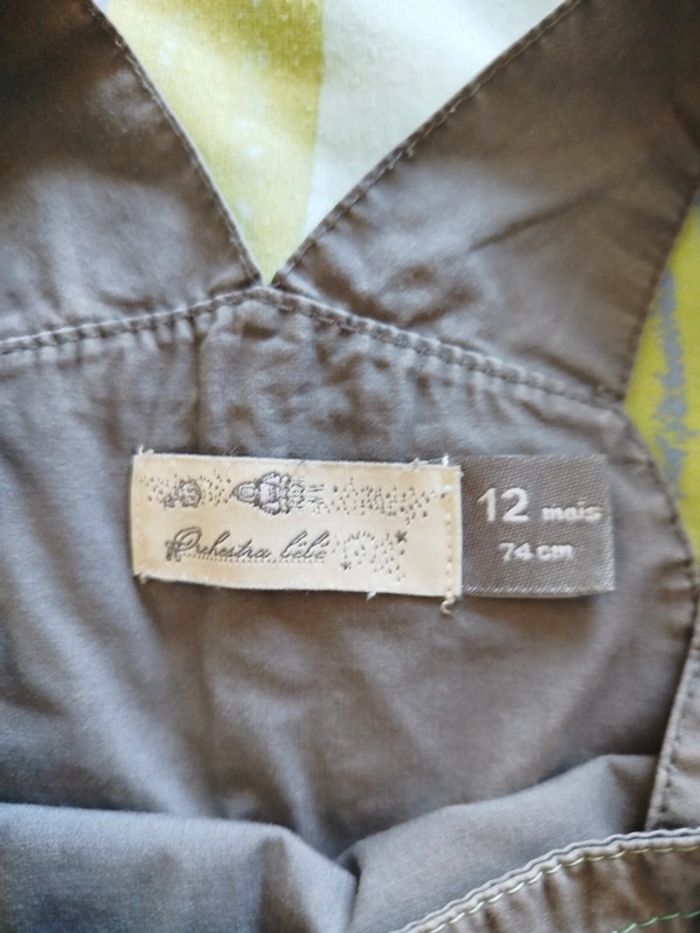 Orchestra bébé
12 mois
74 cm